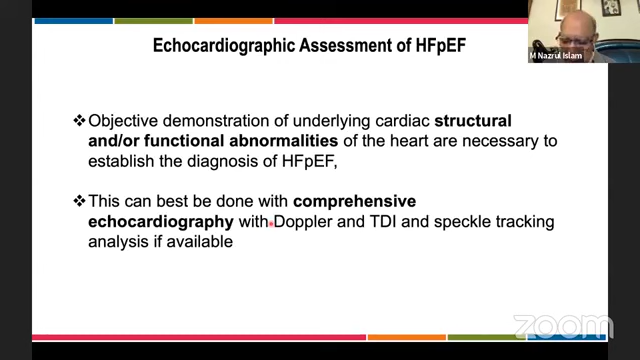 Echocardiographic Assessment of HFpEF
M Nazrul Islam
❖Objective demonstration of underlying cardiac structural
and/or functional abnormalities of the heart are necessary to
establish the diagnosis of HFpEF,
❖This can best be done with comprehensive
echocardiography with Doppler and TDI and speckle tracking
analysis if available
zoom